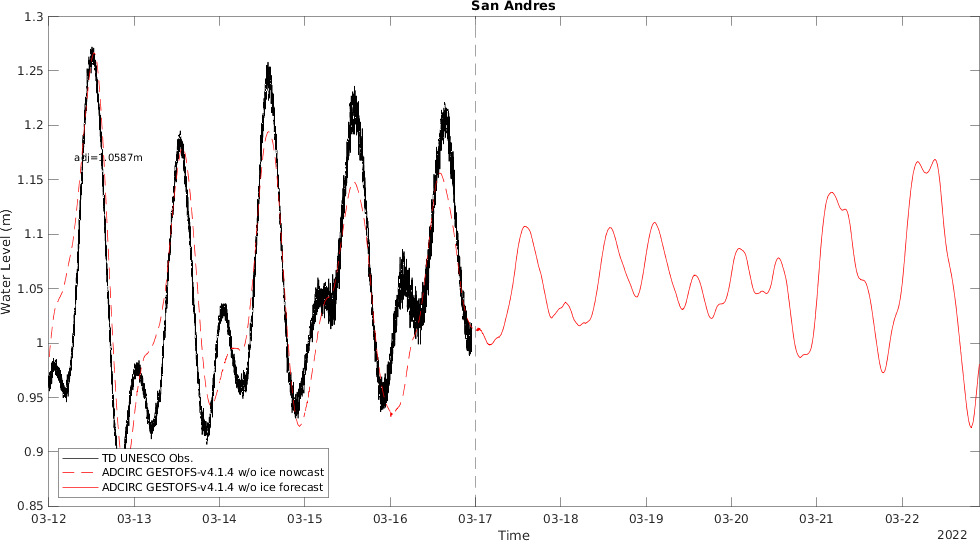 San Andres
1.3
1.25
1.2
1.15
1.1
1.05
1
0.95
0.9
0.85
Water Level (m)
adj=1.0587m
TD UNESCO Obs.
ADCIRC GESTOFS-v4.1.4 w/o ice nowcast
ADCIRC GESTOFS-v4.1.4 w/o ice forecast
03-12 03-13 03-14 03-15 03-16 03-17 03-18 03-19 03-20 03-21 03-22
Time
2022